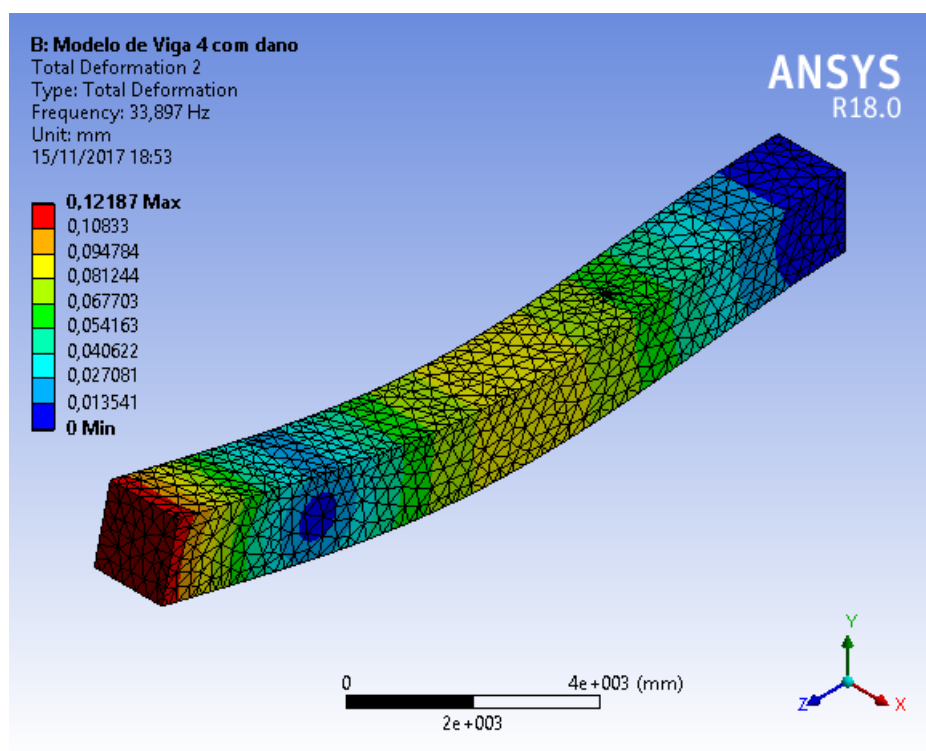 B: Modelo de Viga 4 com dano
Total Deformation 2
Type: Total Deformation
Frequency: 33,897 Hz
Unit: mm
15/11/2017 18:53
ANSYS
R18.0
0,12187 Max
0,10833
0,094784
0,081244
0,067703
0,054163
0,040622
0,027081
0,013541
0 Min
0
4e+003 (mm)
2e+003
Y
Z
X